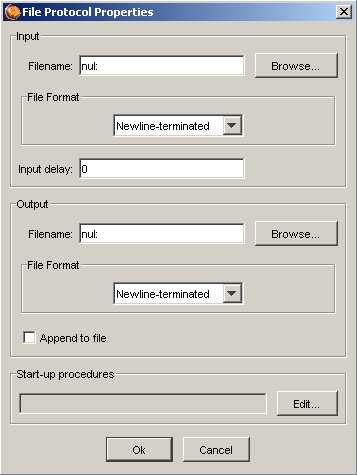 File Protocol Properties
Input
Filename: nul: Browse...
File Format
Newline-terminated
Input delay: 0
Output
Filename: nul: Browse...
File Format
Newline-terminated
Append to file
Start-up procedures
Edit...
Ok Cancel